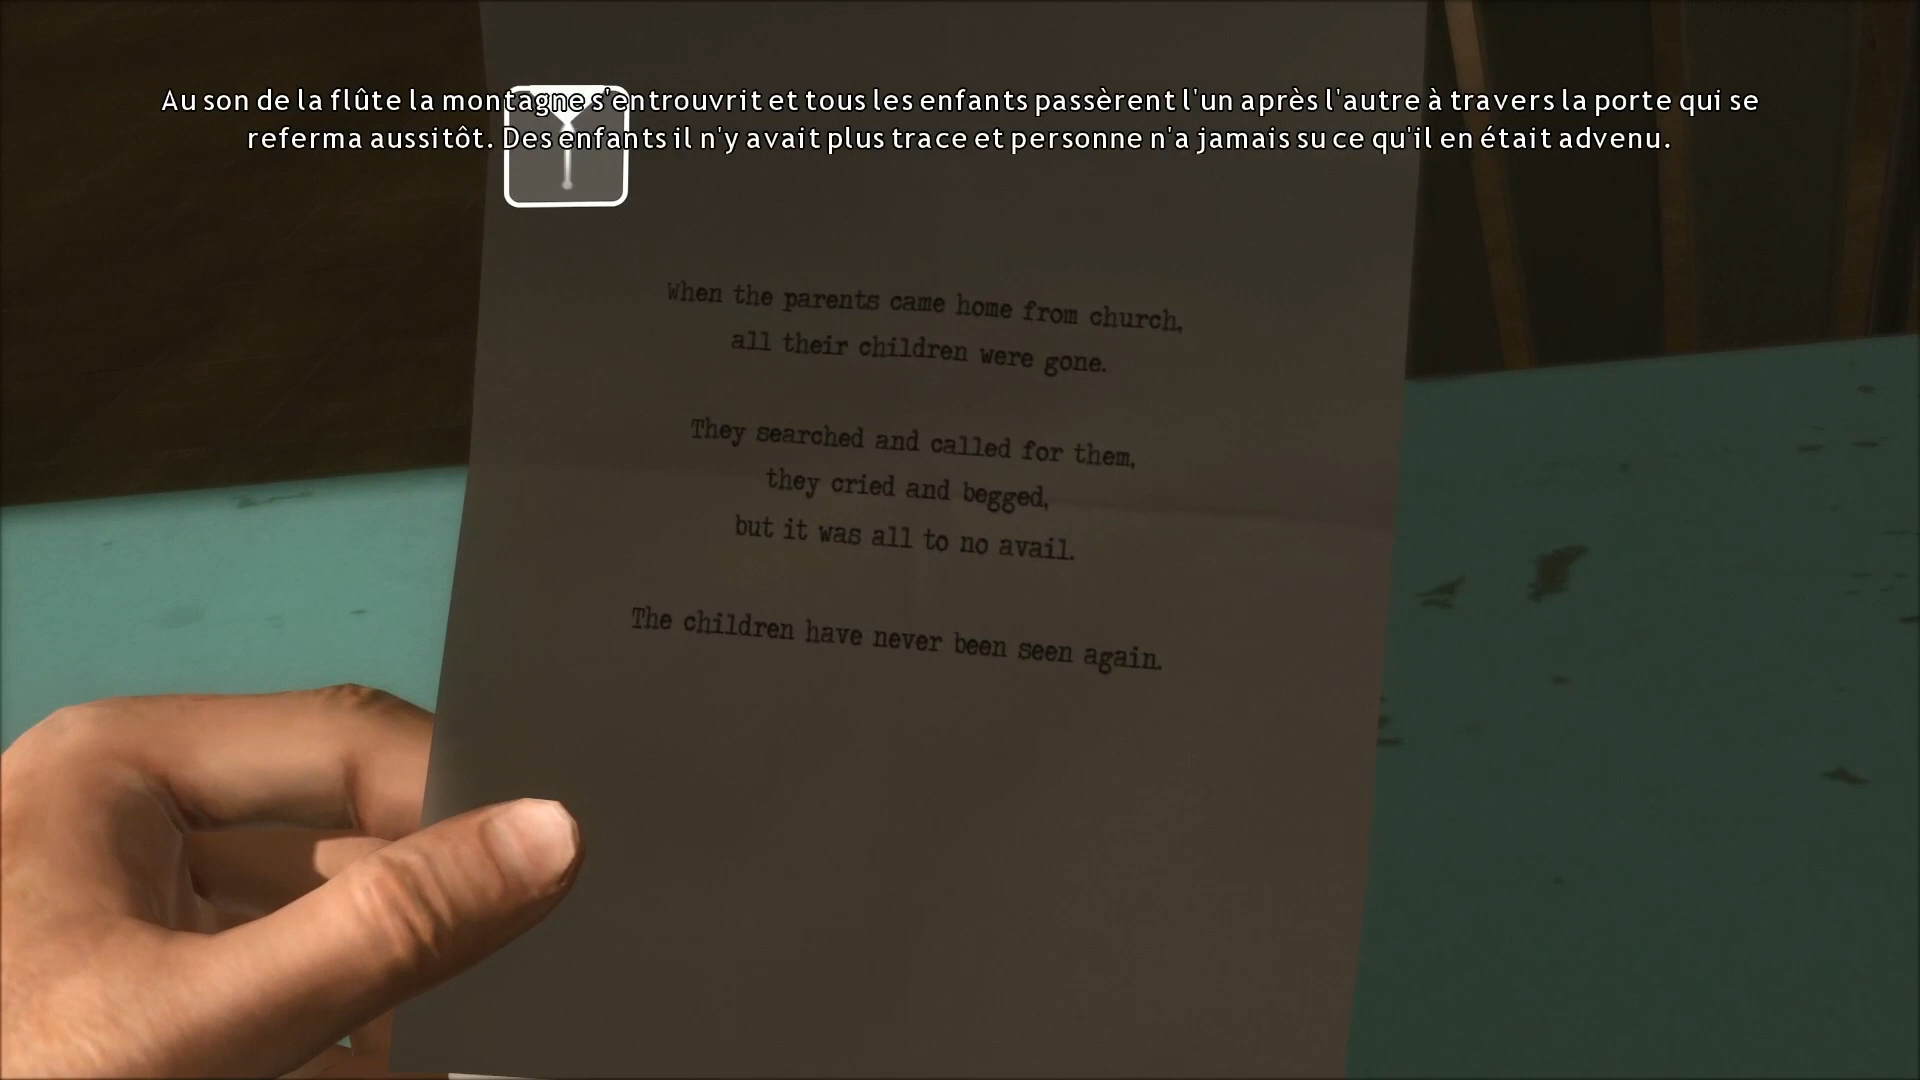 Au son de la flûte la montagne s'entrouvrit et tous les enfants passèrent l'un après l'autre à travers la porte qui se
referma aussitôt. Des enfants il n'y avait plus trace et personne n'a jamais su ce qu'il en était advenu.
When the parents came home from church,
all their children were gone.
They searched and called for them,
they cried and begged,
but it was all to no avail.
The children have never been seen again.